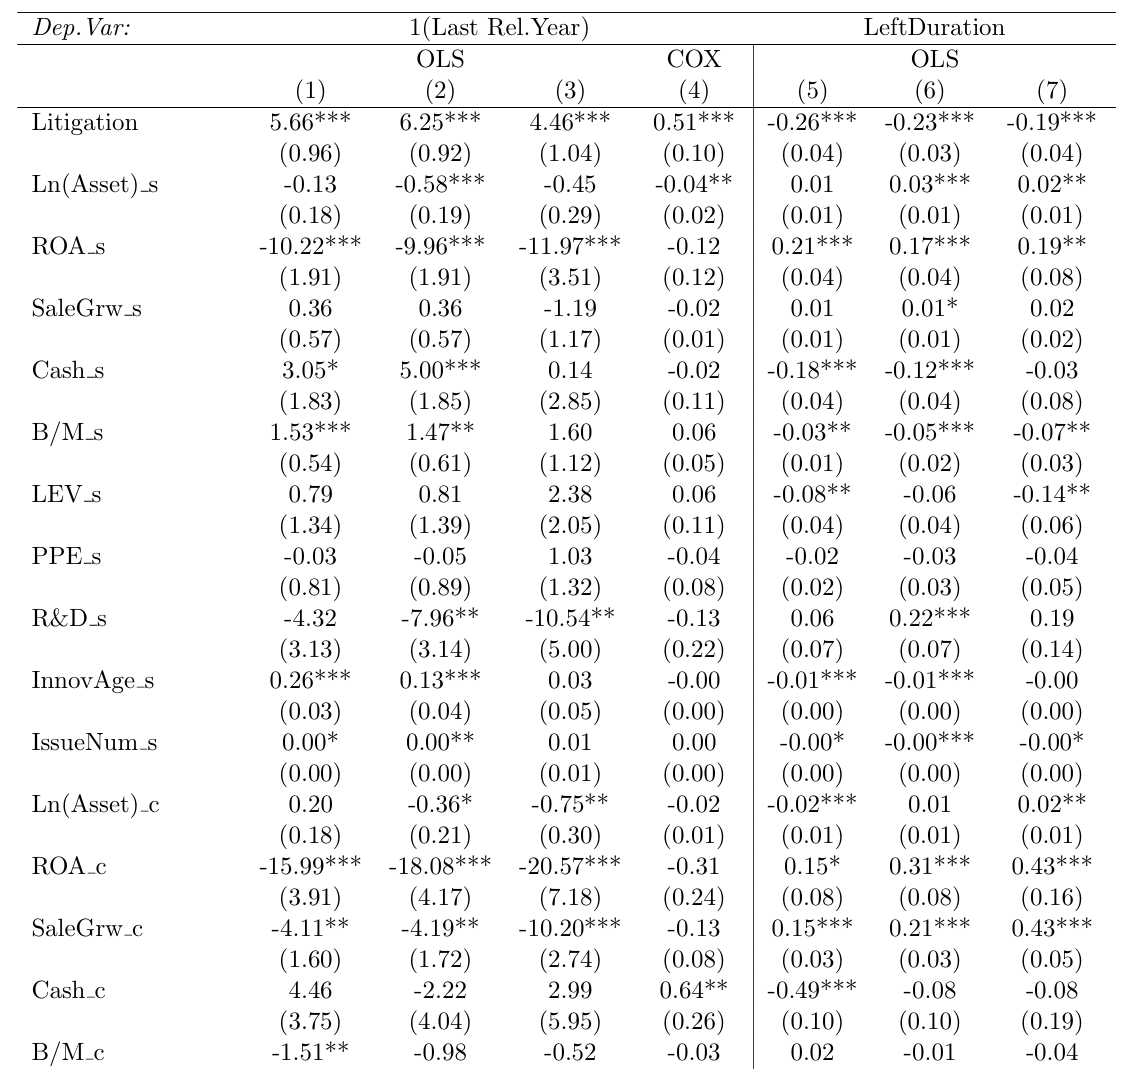 Dep.Var: 1(Last Rel.Year) LeftDuration
OLS COX OLS
(1) (2) (3) (4) (5) (6) (7)
Litigation 5.66*** 6.25*** 4.46*** 0.51*** -0.26*** -0.23*** -0.19***
(0.96) (0.92) (1.04) (0.10) (0.04) (0.03) (0.04)
Ln(Asset)_s -0.13 -0.58*** -0.45 -0.04** 0.01 0.03*** 0.02**
(0.18) (0.19) (0.29) (0.02) (0.01) (0.01) (0.01)
ROA_s -10.22*** -9.96*** -11.97*** -0.12 0.21*** 0.17*** 0.19**
(1.91) (1.91) (3.51) (0.12) (0.04) (0.04) (0.08)
SaleGrw_s 0.36 0.36 -1.19 -0.02 0.01 0.01* 0.02
(0.57) (0.57) (1.17) (0.01) (0.01) (0.01) (0.02)
Cash_s 3.05* 5.00*** 0.14 -0.02 -0.18*** -0.12*** -0.03
(1.83) (1.85) (2.85) (0.11) (0.04) (0.04) (0.08)
B/M_s 1.53*** 1.47** 1.60 0.06 -0.03** -0.05*** -0.07**
(0.54) (0.61) (1.12) (0.05) (0.01) (0.02) (0.03)
LEV_s 0.79 0.81 2.38 0.06 -0.08** -0.06 -0.14**
(1.34) (1.39) (2.05) (0.11) (0.04) (0.04) (0.06)
PPE_s -0.03 -0.05 1.03 -0.04 -0.02 -0.03 -0.04
(0.81) (0.89) (1.32) (0.08) (0.02) (0.03) (0.05)
R&D_s -4.32 -7.96** -10.54** -0.13 0.06 0.22*** 0.19
(3.13) (3.14) (5.00) (0.22) (0.07) (0.07) (0.14)
InnovAge_s 0.26*** 0.13*** 0.03 -0.00 -0.01*** -0.01*** -0.00
(0.03) (0.04) (0.05) (0.00) (0.00) (0.00) (0.00)
IssueNum_s 0.00* 0.00** 0.01 0.00 -0.00* -0.00*** -0.00*
(0.00) (0.00) (0.01) (0.00) (0.00) (0.00) (0.00)
Ln(Asset)_c 0.20 -0.36* -0.75** -0.02 -0.02*** 0.01 0.02**
(0.18) (0.21) (0.30) (0.01) (0.01) (0.01) (0.01)
ROA_c -15.99*** -18.08*** -20.57*** -0.31 0.15* 0.31*** 0.43***
(3.91) (4.17) (7.18) (0.24) (0.08) (0.08) (0.16)
SaleGrw_c -4.11** -4.19** -10.20*** -0.13 0.15*** 0.21*** 0.43***
(1.60) (1.72) (2.74) (0.08) (0.03) (0.03) (0.05)
Cash_c 4.46 -2.22 2.99 0.64** -0.49*** -0.08 -0.08
(3.75) (4.04) (5.95) (0.26) (0.10) (0.10) (0.19)
B/M_c -1.51** -0.98 -0.52 -0.03 0.02 -0.01 -0.04